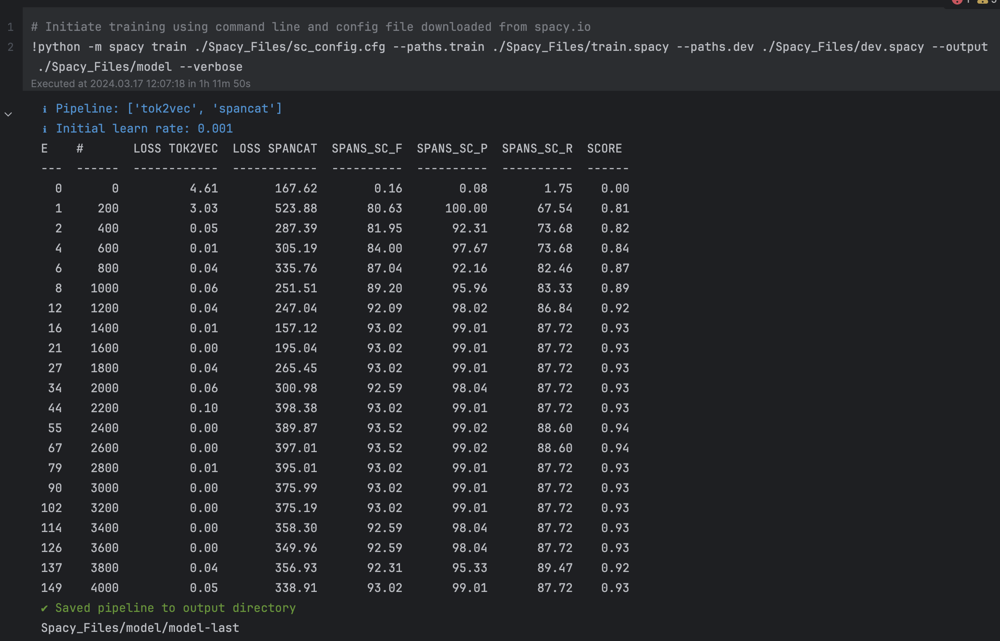 1 # Initiate training using command line and config file downloaded from spacy.io
2 !python -m spacy train ./Spacy_Files/sc_config.cfg --paths.train ./Spacy_Files/train.spacy --paths.dev ./Spacy_Files/dev.spacy --output
./Spacy_Files/model --verbose
Executed at 2024.03.17 12:07:18 in 1h 11m 50s
ℹ Pipeline: ['tok2vec', 'spancat']
ℹ Initial learn rate: 0.001
E # LOSS TOK2VEC LOSS SPANCAT SPANS_SC_F SPANS_SC_P SPANS_SC_R SCORE
--- ------ ------------ ------------ ---------- ---------- ---------- ------
0 0 4.61 167.62 0.16 0.08 1.75 0.00
1 200 3.03 523.88 80.63 100.00 67.54 0.81
2 400 0.05 287.39 81.95 92.31 73.68 0.82
4 600 0.01 305.19 84.00 97.67 73.68 0.84
6 800 0.04 335.76 87.04 92.16 82.46 0.87
8 1000 0.06 251.51 89.20 95.96 83.33 0.89
12 1200 0.04 247.04 92.09 98.02 86.84 0.92
16 1400 0.01 157.12 93.02 99.01 87.72 0.93
21 1600 0.00 195.04 93.02 99.01 87.72 0.93
27 1800 0.04 265.45 93.02 99.01 87.72 0.93
34 2000 0.06 300.98 92.59 98.04 87.72 0.93
44 2200 0.10 398.38 93.02 99.01 87.72 0.93
55 2400 0.00 389.87 93.52 99.02 88.60 0.94
67 2600 0.00 397.01 93.52 99.02 88.60 0.94
79 2800 0.01 395.01 93.02 99.01 87.72 0.93
90 3000 0.00 375.99 93.02 99.01 87.72 0.93
102 3200 0.00 375.19 93.02 99.01 87.72 0.93
114 3400 0.00 358.30 92.59 98.04 87.72 0.93
126 3600 0.00 349.96 92.59 98.04 87.72 0.93
137 3800 0.04 356.93 92.31 95.33 89.47 0.92
149 4000 0.05 338.91 93.02 99.01 87.72 0.93
✔ Saved pipeline to output directory
Spacy_Files/model/model-last